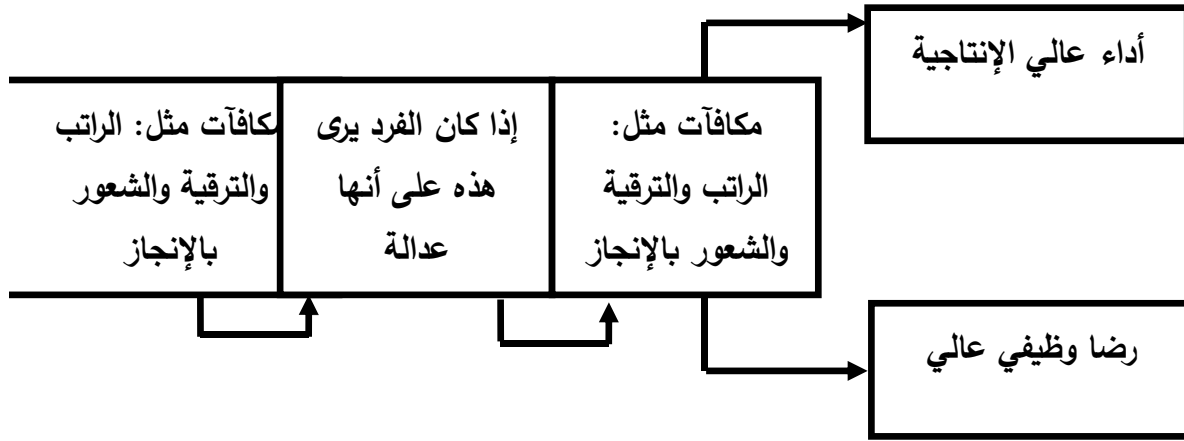 أداء عالي الإنتاجية
مكافآت مثل:
الراتب والترقية
والشعور بالإنجاز
إذا كان الفرد يرى
هذه على أنها
عدالة
مكافآت مثل: الراتب
والترقية والشعور
بالإنجاز
رضا وظيفي عالي